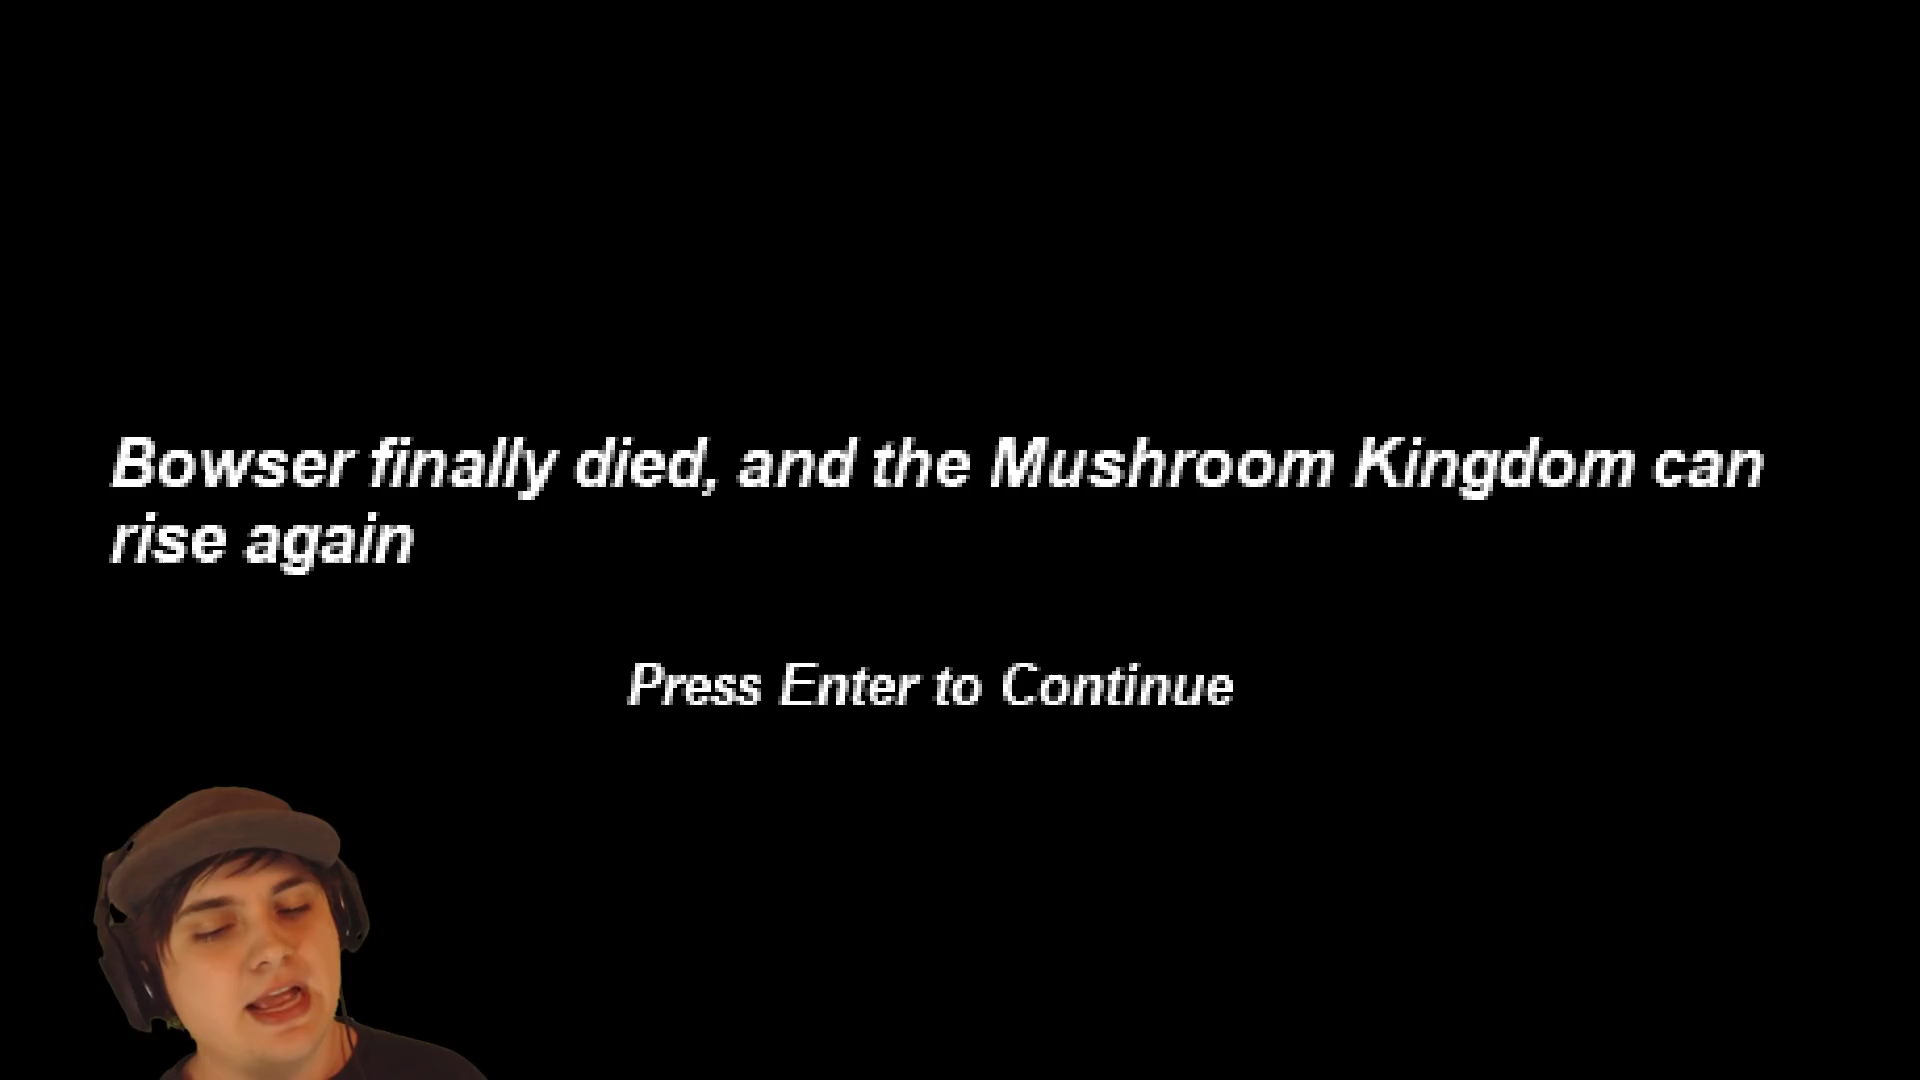 Bowser finally died, and the Mushroom Kingdom can
rise again
Press Enter to Continue